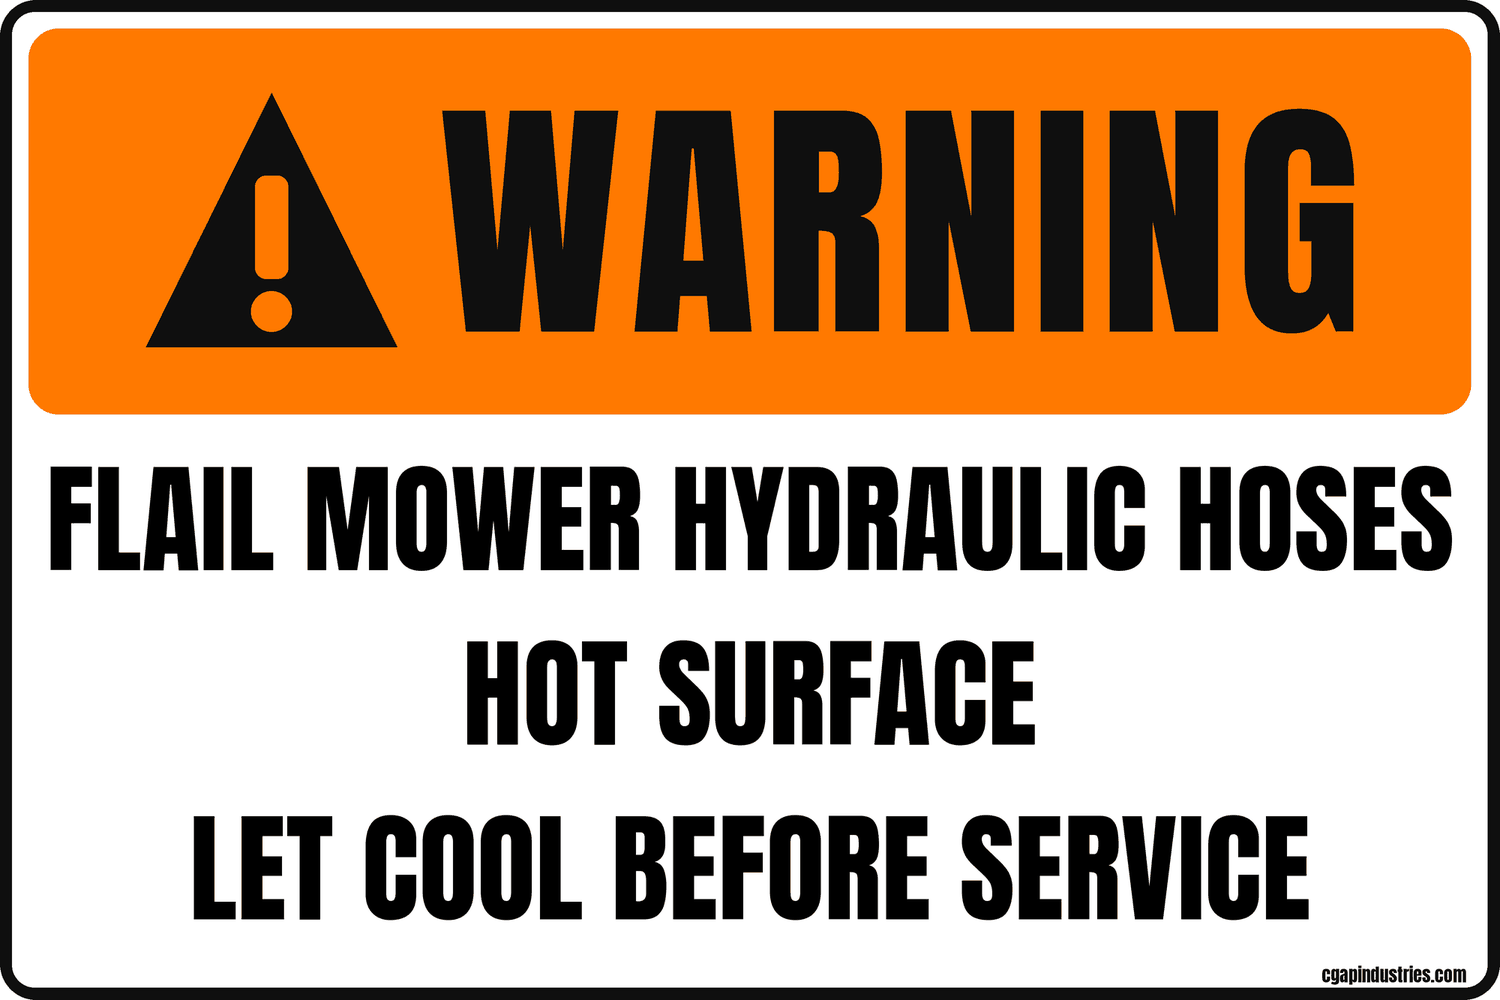 WARNING
FLAIL MOWER HYDRAULIC HOSES
HOT SURFACE
LET COOL BEFORE SERVICE
cgapindustries.com